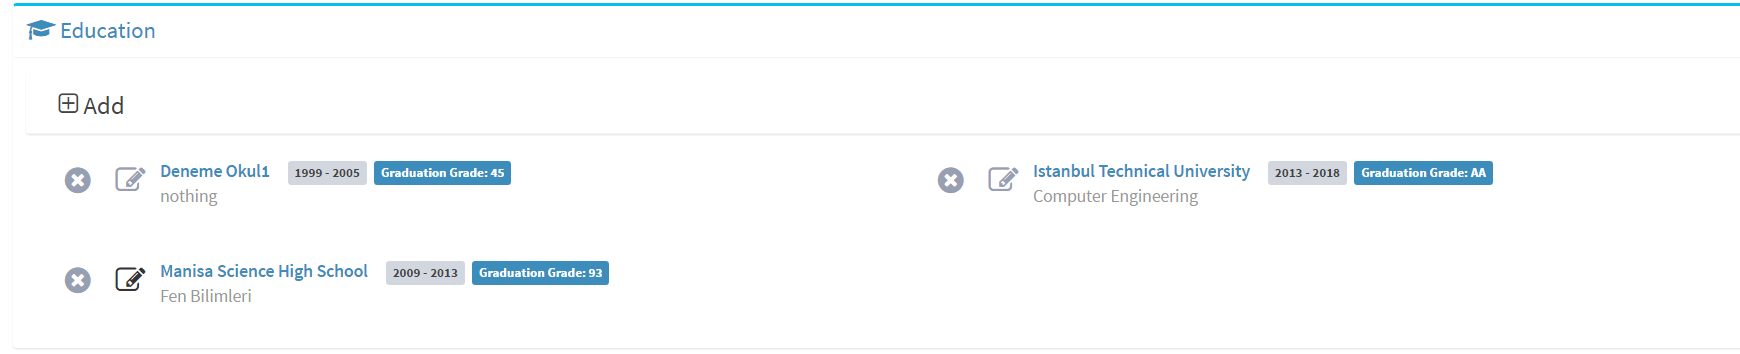 Education
Add
Deneme Okul1 1999 - 2005 Graduation Grade: 45
nothing
Istanbul Technical University 2013 - 2018 Graduation Grade: AA
Computer Engineering
Manisa Science High School 2009 - 2013 Graduation Grade: 93
Fen Bilimleri